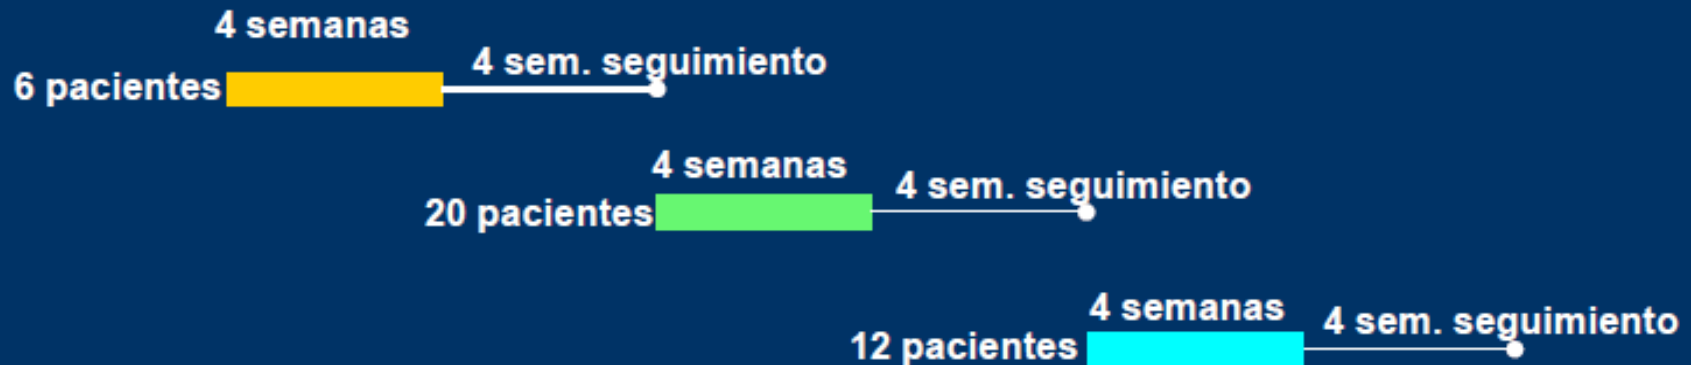 4 semanas
4 sem. seguimiento
6 pacientes
4 semanas
4 sem. seguimiento
20 pacientes
4 semanas
4 sem. seguimiento
12 pacientes